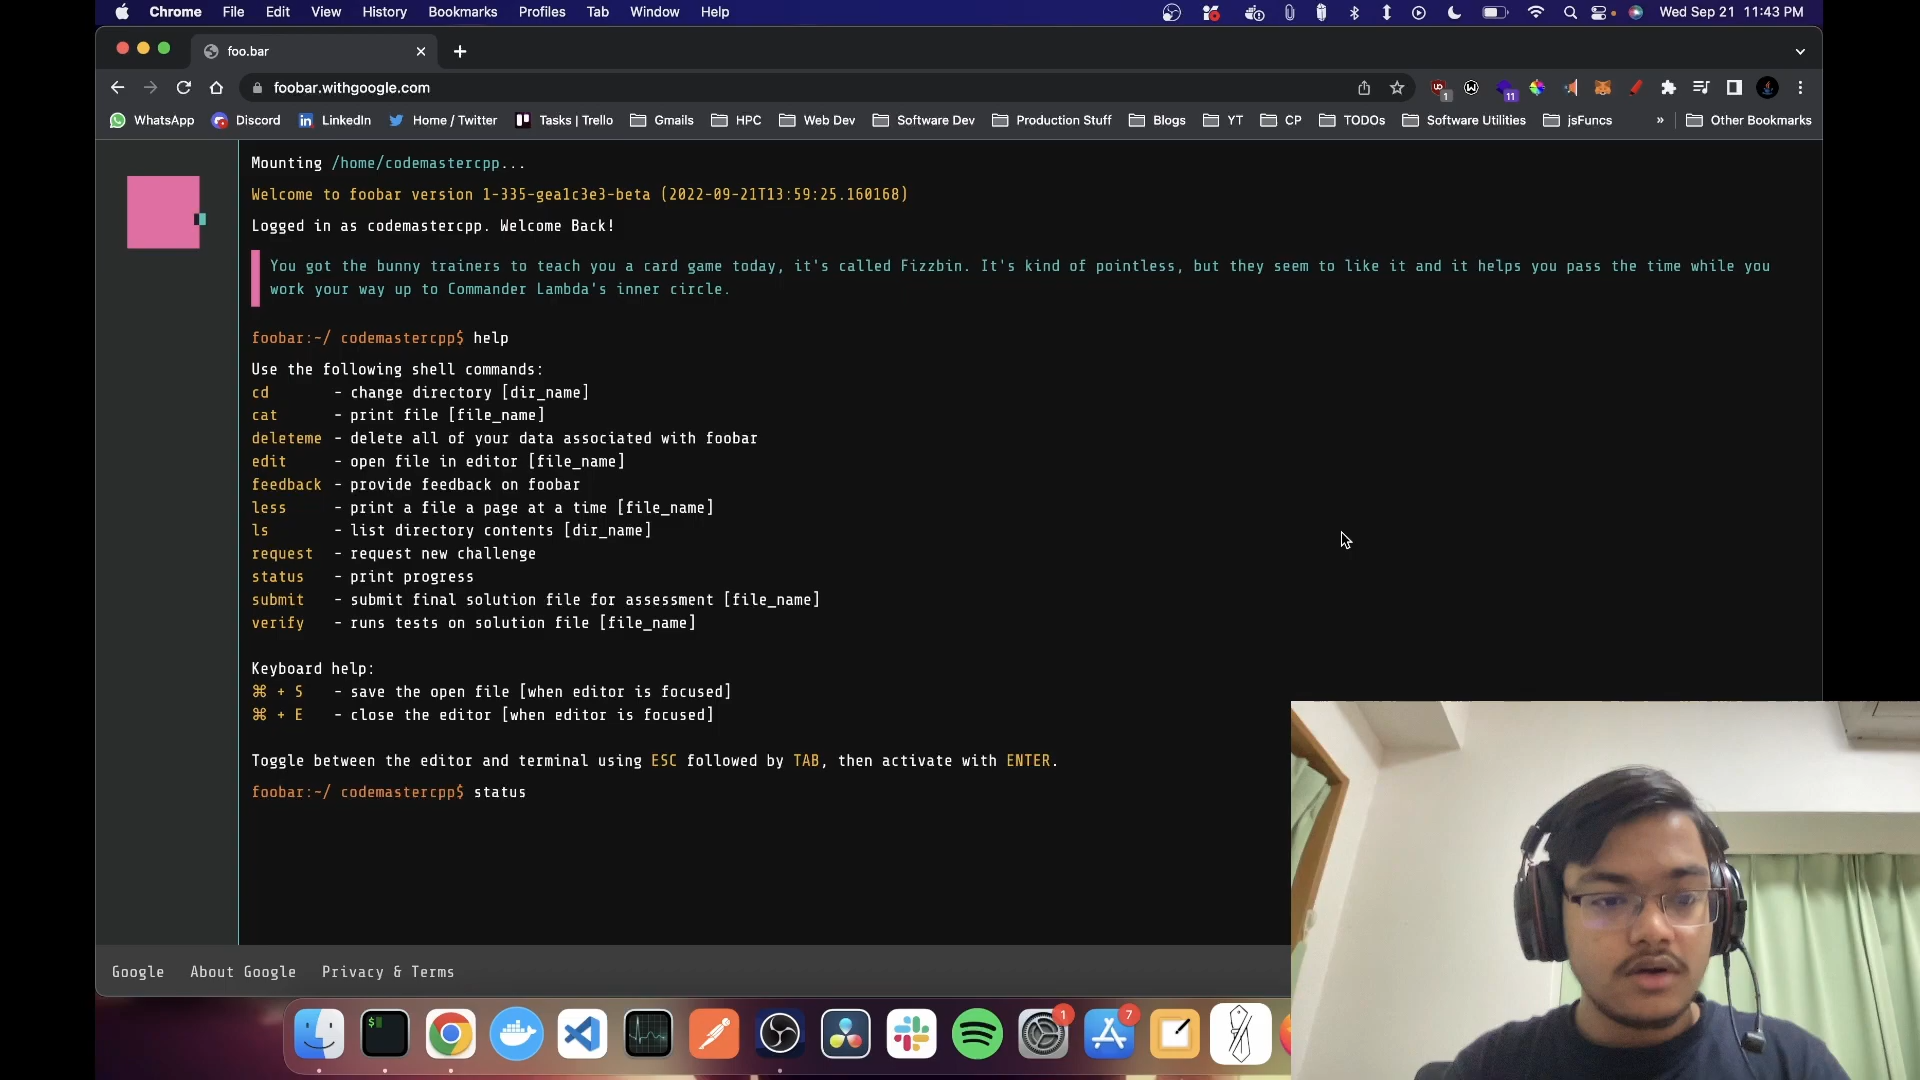 Chrome File Edit View History Bookmarks Profiles Tab Window Help Wed Sep 21 11:43 PM
foo.bar
foobar.withgoogle.com 1 11
WhatsApp Discord LinkedIn Home / Twitter Tasks | Trello Gmails HPC Web Dev Software Dev Production Stuff Blogs YT CP TODOs Software Utilities jsFuncs » Other Bookmarks
Mounting /home/codemastercpp...
Welcome to foobar version 1-335-gea1c3e3-beta (2022-09-21T13:59:25.160168)
Logged in as codemastercpp. Welcome Back!
You got the bunny trainers to teach you a card game today, it's called Fizzbin. It's kind of pointless, but they seem to like it and it helps you pass the time while you
work your way up to Commander Lambda's inner circle.
foobar:~/ codemastercpp$ help
Use the following shell commands:
cd - change directory [dir_name]
cat - print file [file_name]
deleteme - delete all of your data associated with foobar
edit - open file in editor [file_name]
feedback - provide feedback on foobar
less - print a file a page at a time [file_name]
ls - list directory contents [dir_name]
request - request new challenge
status - print progress
submit - submit final solution file for assessment [file_name]
verify - runs tests on solution file [file_name]
Keyboard help:
⌘ + S - save the open file [when editor is focused]
⌘ + E - close the editor [when editor is focused]
Toggle between the editor and terminal using ESC followed by TAB, then activate with ENTER.
foobar:~/ codemastercpp$ status
Google About Google Privacy & Terms
$ 1 7